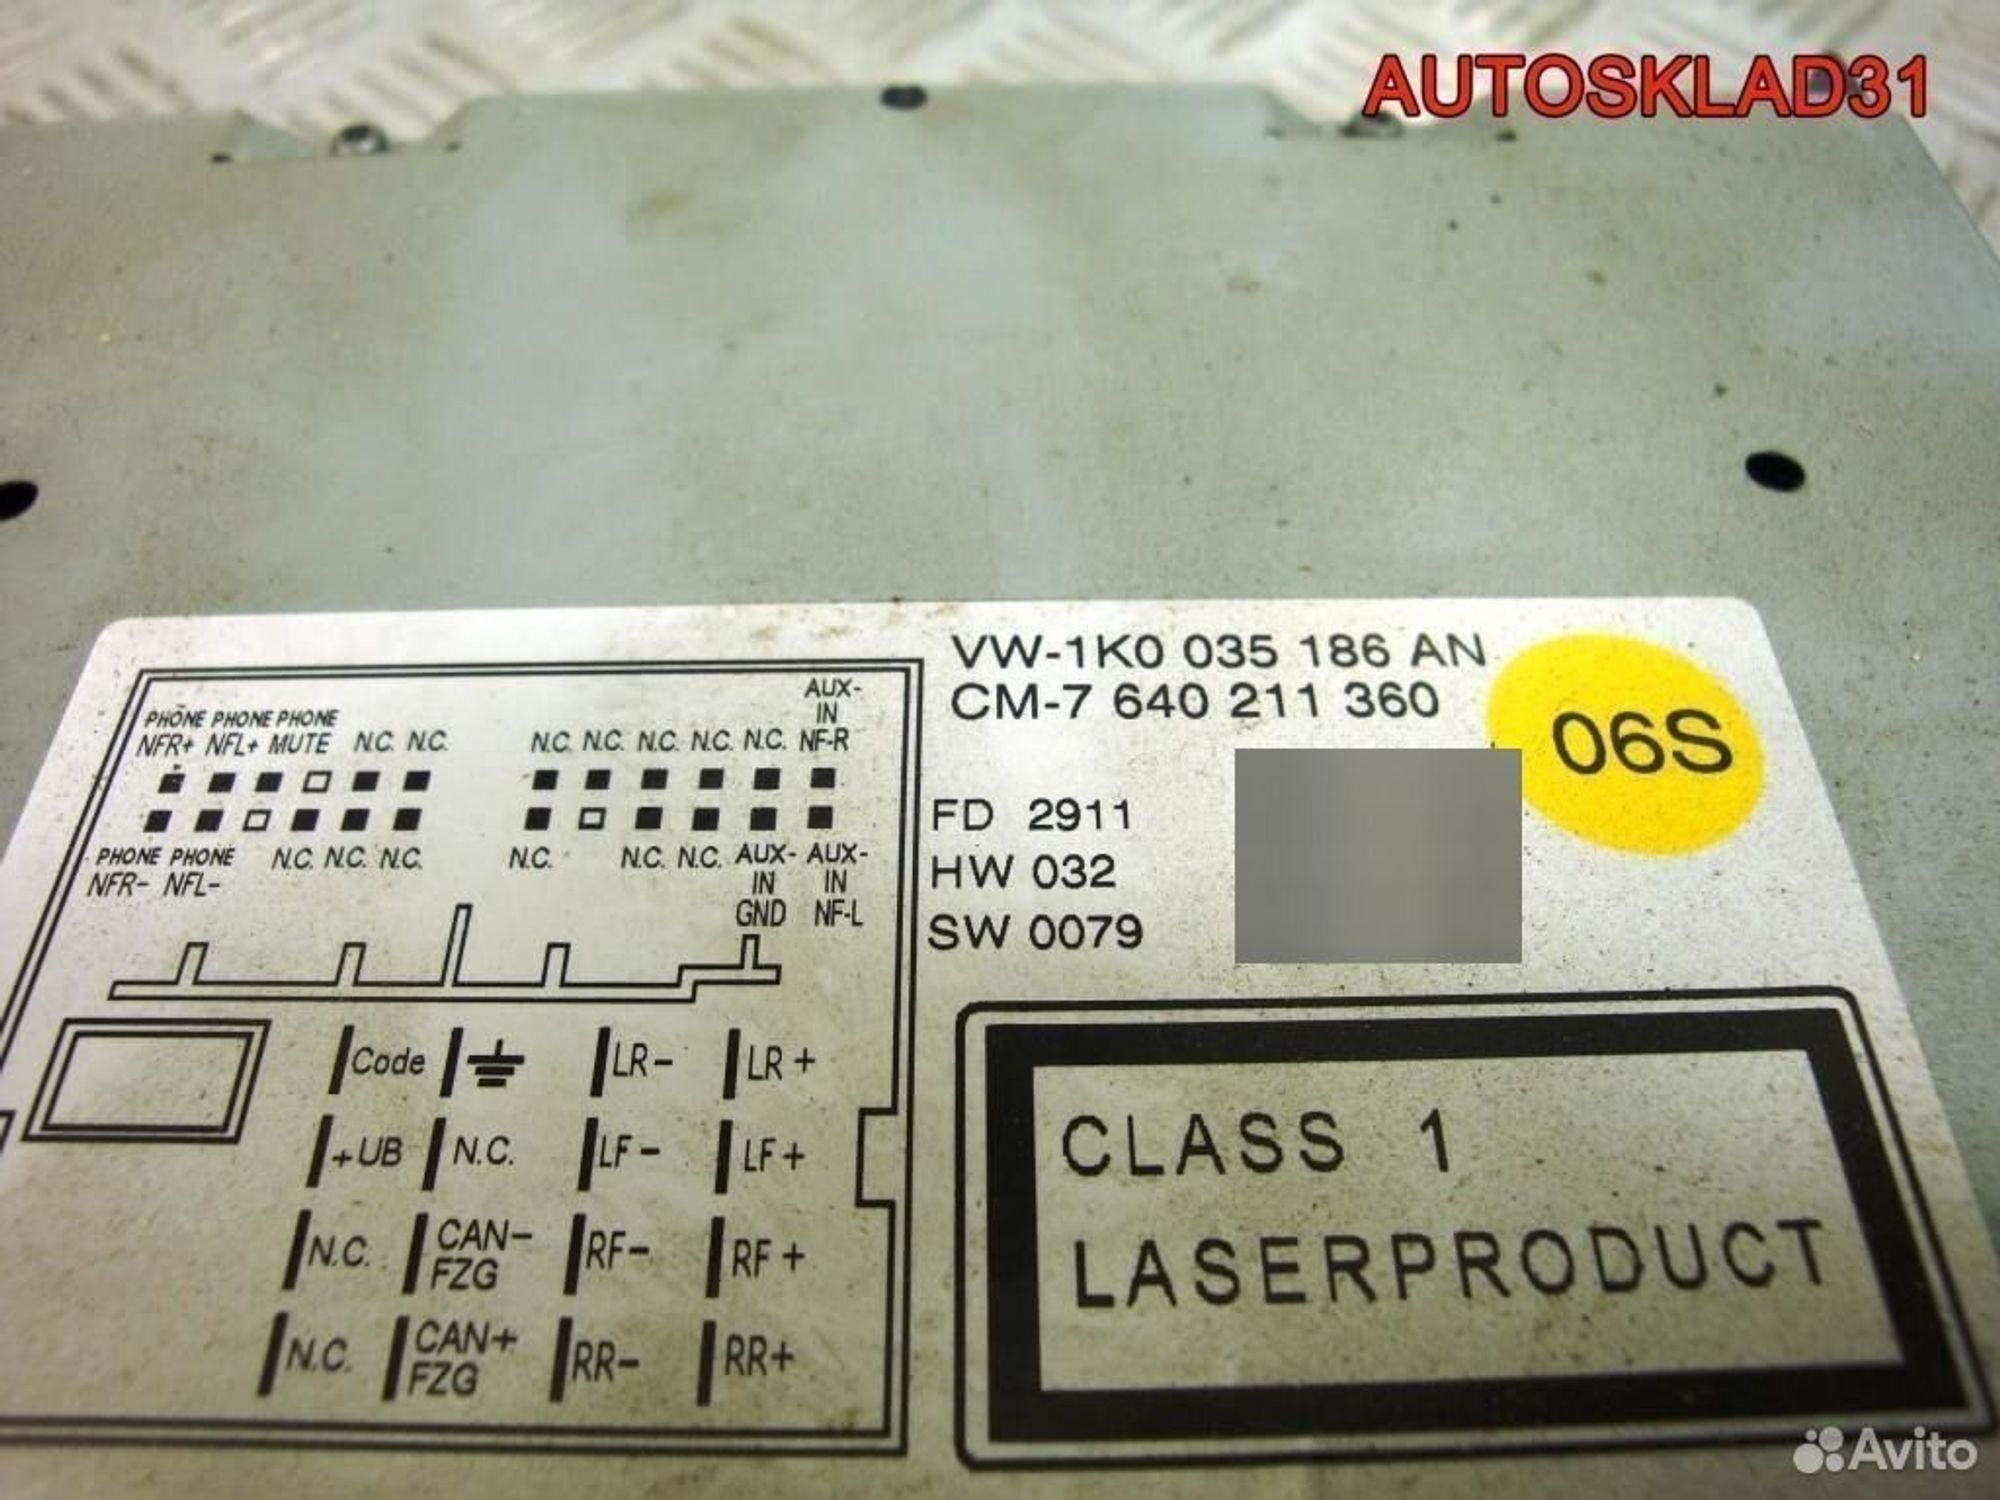 AUTOSKLAD31
VW-1K0 035 186 AN
CM-7 640 211 360
06S
FD 2911
HW 032
SW 0079
AUX-
PHONE PHONE PHONE IN
NFR+ NFL+ MUTE N.C. N.C. N.C. N.C. N.C. N.C. N.C. NF-R
PHONE PHONE N.C. N.C. N.C. N.C. N.C. N.C. AUX- AUX-
NFR- NFL- IN IN
GND NF-L
Code LR- LR+
+UB N.C. LF- LF+
N.C. CAN- RF- RF+
FZG
N.C. CAN+ RR- RR+
FZG
CLASS 1
LASERPRODUCT
Avito